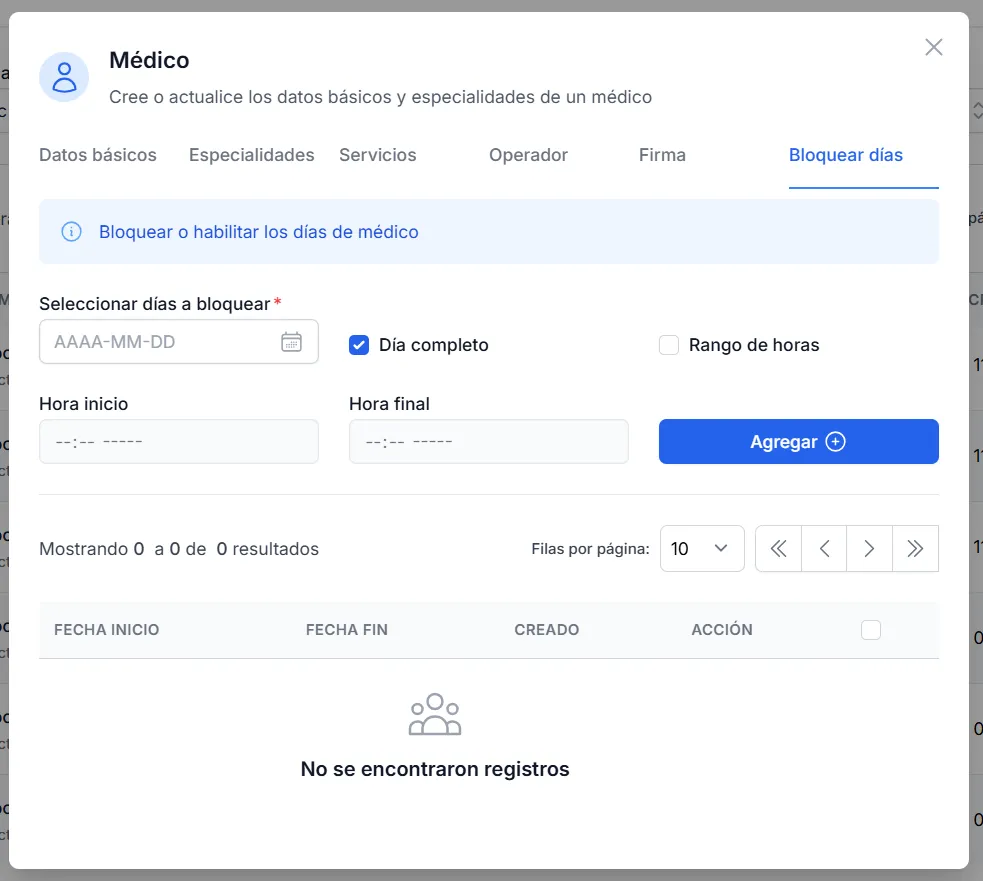 Médico
Cree o actualice los datos básicos y especialidades de un médico
Datos básicos Especialidades Servicios Operador Firma Bloquear días
Bloquear o habilitar los días de médico
Seleccionar días a bloquear*
AAAA-MM-DD
Día completo
Rango de horas
Hora inicio Hora final
--:-- ----- --:-- -----
Agregar
Mostrando 0 a 0 de 0 resultados Filas por página: 10
FECHA INICIO FECHA FIN CREADO ACCIÓN
No se encontraron registros